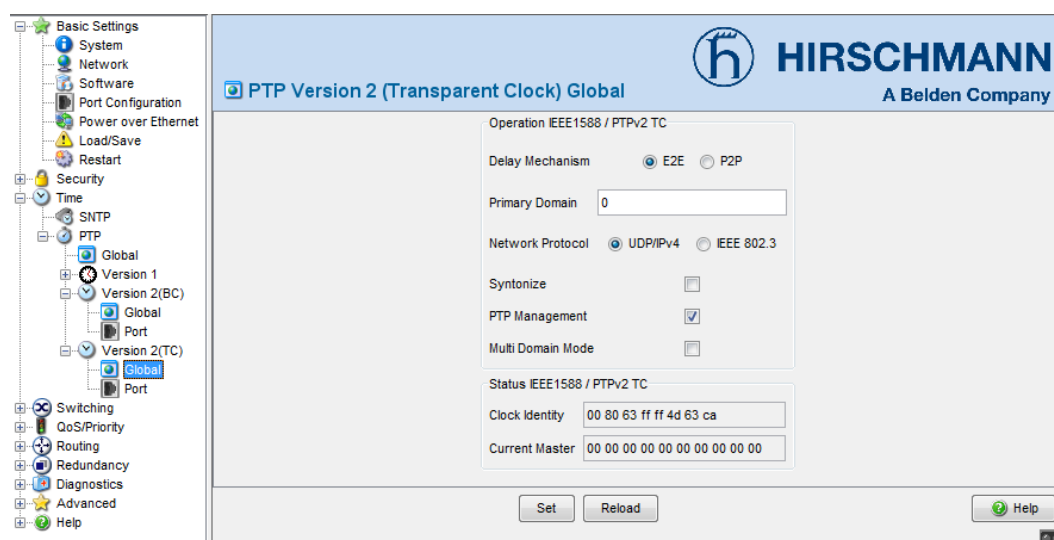 Basic Settings
System
Network
Software
Port Configuration
Power over Ethernet
Load/Save
Restart
Security
Time
SNTP
PTP
Global
Version 1
Version 2(BC)
Global
Port
Version 2(TC)
Global
Port
Switching
QoS/Priority
Routing
Redundancy
Diagnostics
Advanced
Help
HIRSCHMANN
A Belden Company
PTP Version 2 (Transparent Clock) Global
Operation IEEE1588 / PTPv2 TC
Delay Mechanism E2E P2P
Primary Domain 0
Network Protocol UDP/IPv4 IEEE 802.3
Syntonize
PTP Management
Multi Domain Mode
Status IEEE1588 / PTPv2 TC
Clock Identity 00 80 63 ff ff 4d 63 ca
Current Master 00 00 00 00 00 00 00 00 00 00
Set Reload Help